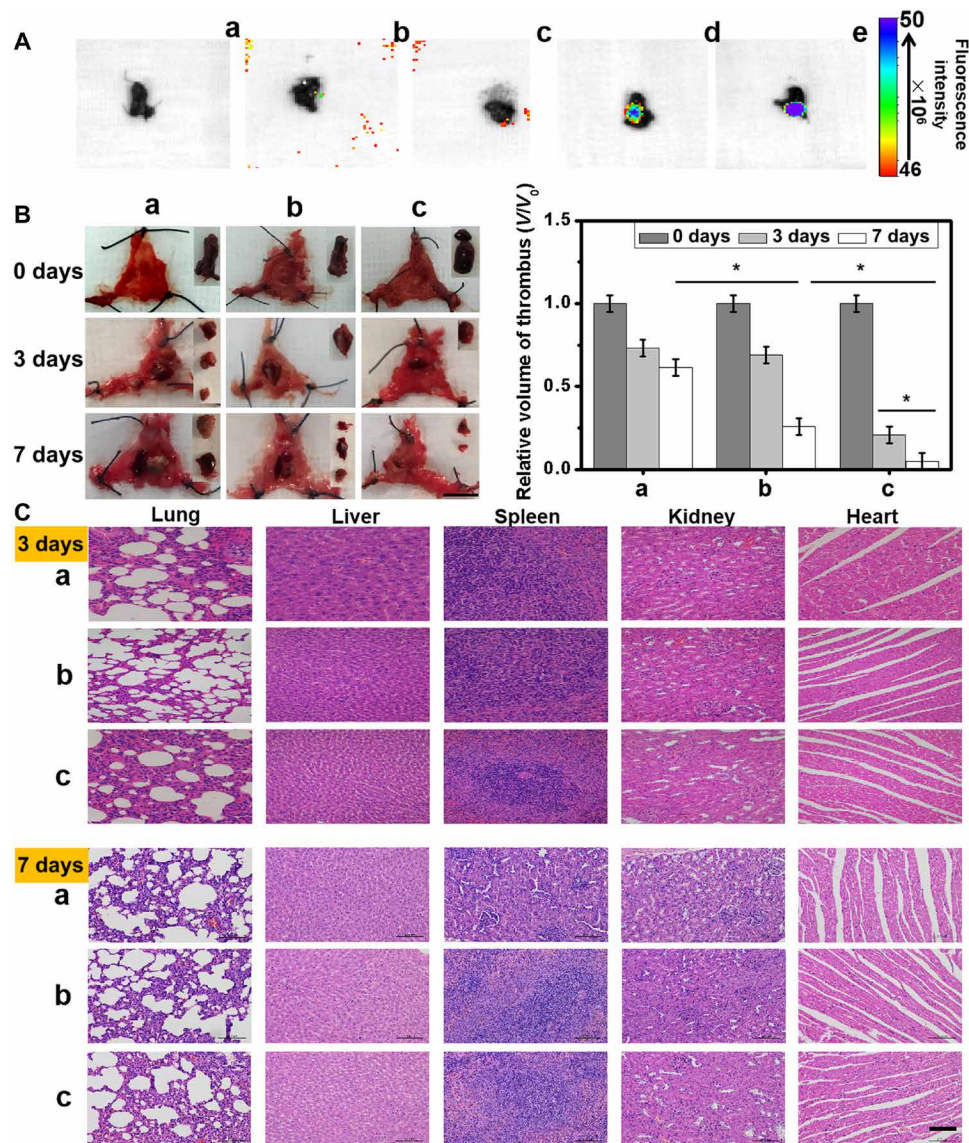 A
a
b
c
d
e
50
×10⁶
46
Fluorescence
intensity
B
a
b
c
0 days
3 days
7 days
Relative volume of thrombus (V/V₀)
1.5
1.0
0.5
0.0
0 days
3 days
7 days
*
*
*
a
b
c
C
Lung
Liver
Spleen
Kidney
Heart
3 days
a
b
c
7 days
a
b
c